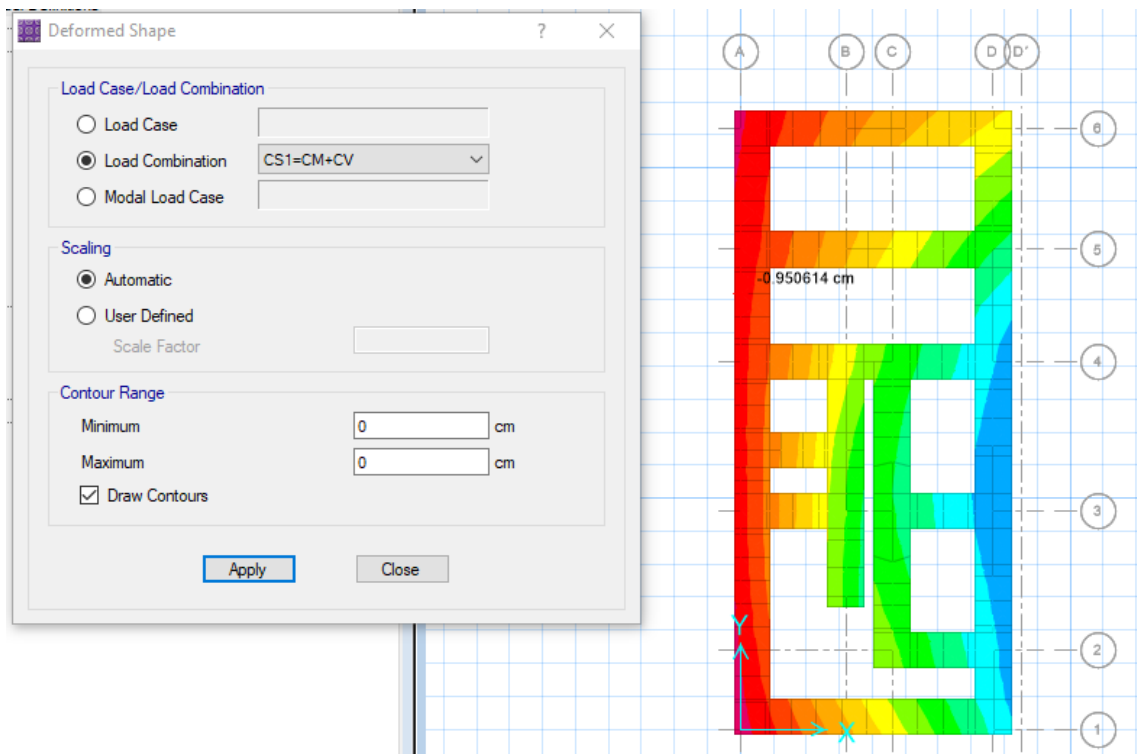 Deformed Shape
?
Load Case/Load Combination
Load Case
Load Combination
CS1=CM+CV
Modal Load Case
Scaling
Automatic
User Defined
Scale Factor
Contour Range
Minimum
0
cm
Maximum
0
cm
Draw Contours
Apply
Close
A
B
C
D
D'
6
5
-0.950614 cm
4
3
Y
2
X
1